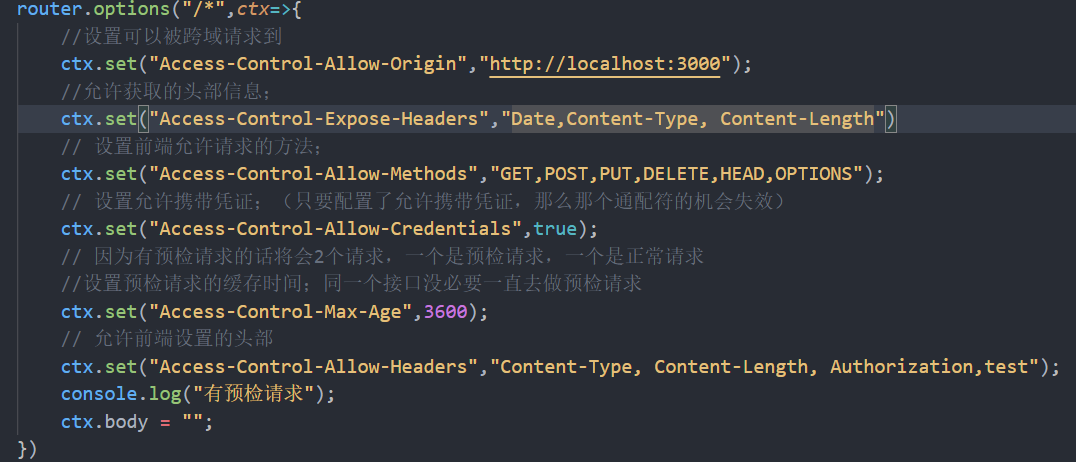 router.options("/*",ctx=>{
//设置可以被跨域请求到
ctx.set("Access-Control-Allow-Origin","http://localhost:3000");
//允许获取的头部信息;
ctx.set("Access-Control-Expose-Headers","Date,Content-Type, Content-Length")
// 设置前端允许请求的方法;
ctx.set("Access-Control-Allow-Methods","GET,POST,PUT,DELETE,HEAD,OPTIONS");
// 设置允许携带凭证;（只要配置了允许携带凭证，那么那个通配符的机会失效）
ctx.set("Access-Control-Allow-Credentials",true);
// 因为有预检请求的话将会2个请求，一个是预检请求，一个是正常请求
//设置预检请求的缓存时间;同一个接口没必要一直去做预检请求
ctx.set("Access-Control-Max-Age",3600);
// 允许前端设置的头部
ctx.set("Access-Control-Allow-Headers","Content-Type, Content-Length, Authorization,test");
console.log("有预检请求");
ctx.body = "";
})